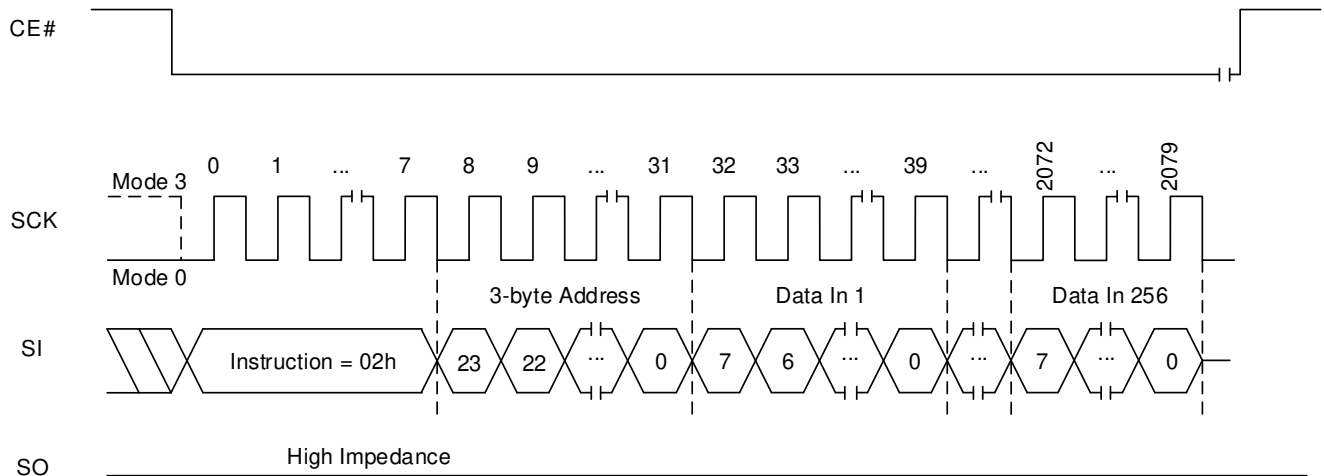 CE#
0 1 ... 7 8 9 ... 31 32 33 ... 39 ... 2072 ... 2079
Mode 3
SCK
Mode 0
3-byte Address Data In 1 Data In 256
SI Instruction = 02h 23 22 ... 0 7 6 ... 0 ... 7 ... 0
High Impedance
SO